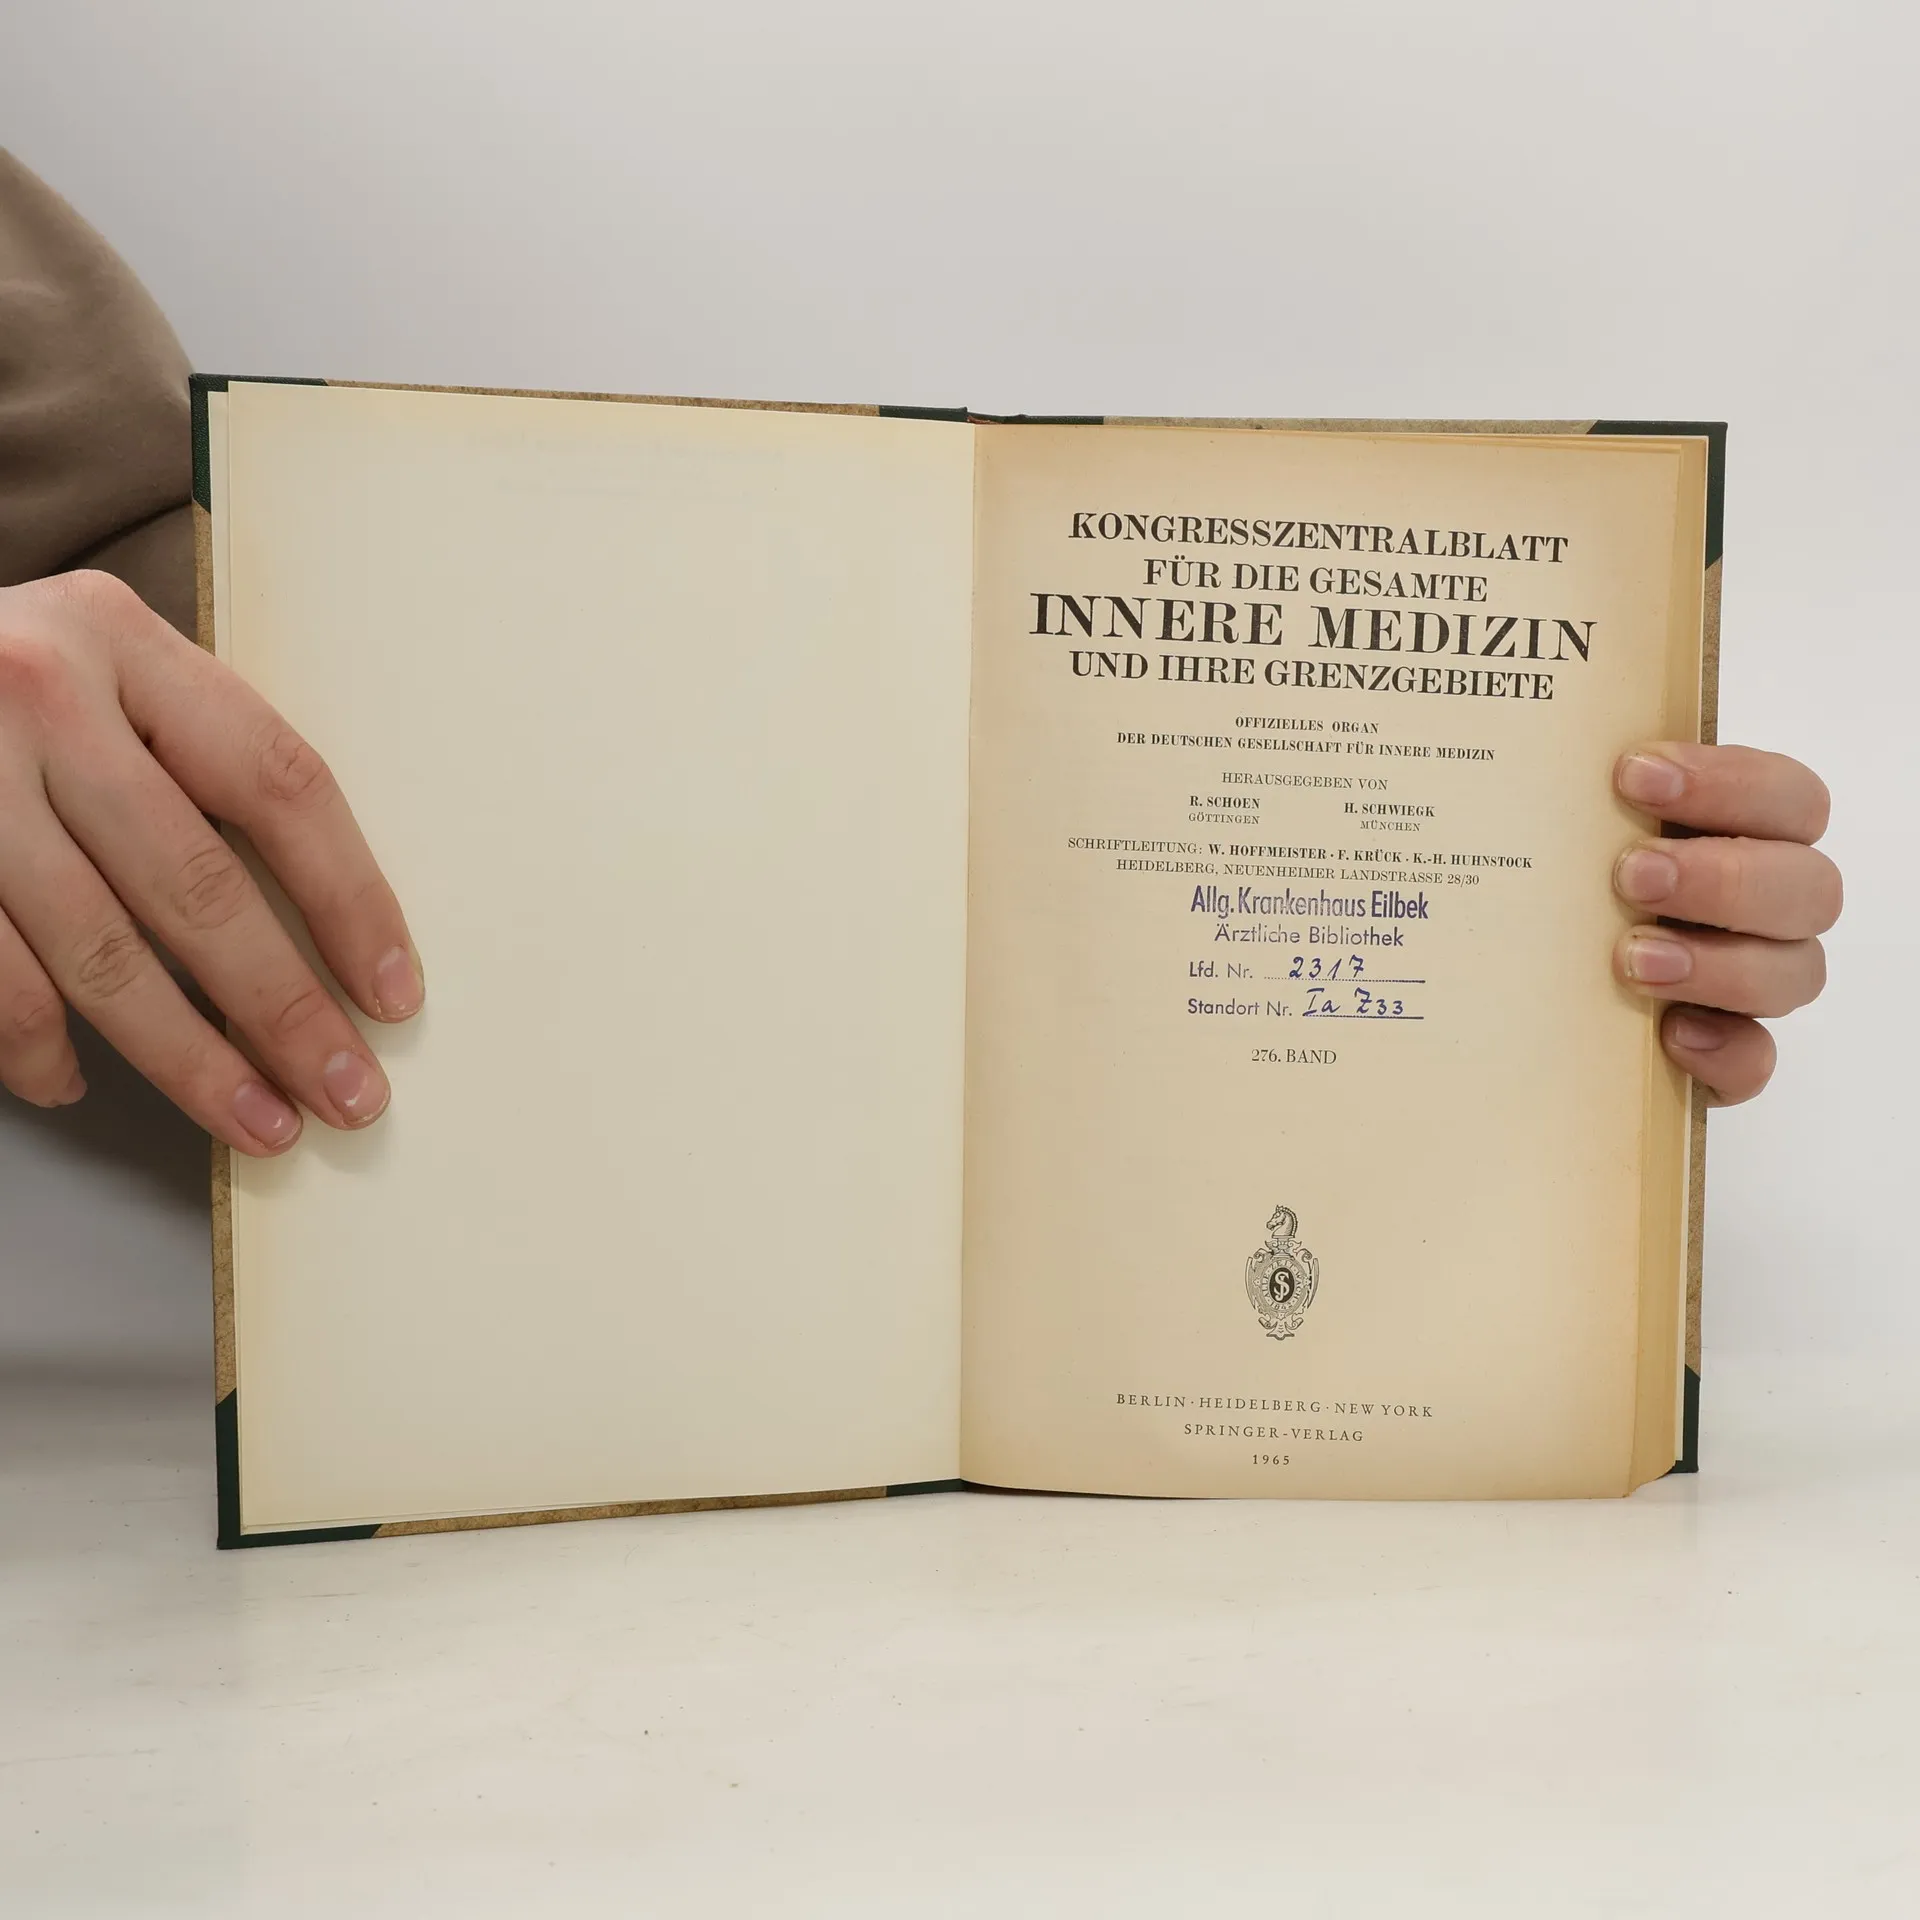 KONGRESSZENTRALBLATT
FÜR DIE GESAMTE
INNERE MEDIZIN
UND IHRE GRENZGEBIETE
OFFIZIELLES ORGAN
DER DEUTSCHEN GESELLSCHAFT FÜR INNERE MEDIZIN
HERAUSGEGEBEN VON
R. SCHOEN H. SCHWIEGK
GÖTTINGEN MÜNCHEN
SCHRIFTLEITUNG: W. HOFFMEISTER · F. KRÜCK · K.-H. HUHNSTOCK
HEIDELBERG, NEUENHEIMER LANDSTRASSE 28/30
Allg. Krankenhaus Eilbek
Ärztliche Bibliothek
Lfd. Nr. 2317
Standort Nr. Ia Z33
276. BAND
BERLIN · HEIDELBERG · NEW YORK
SPRINGER-VERLAG
1965